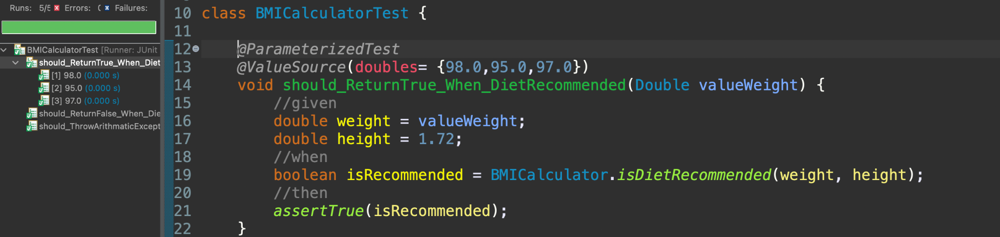 Runs: 5/5 Errors: Failures:
BMICalculatorTest [Runner: JUnit
should_ReturnTrue_When_Diet
[1] 98.0 (0.000 s)
[2] 95.0 (0.000 s)
[3] 97.0 (0.000 s)
should_ReturnFalse_When_Die
should_ThrowArithmaticExcept
10 class BMICalculatorTest {
11
12 @ParameterizedTest
13 @ValueSource(doubles= {98.0,95.0,97.0})
14 void should_ReturnTrue_When_DietRecommended(Double valueWeight) {
15 //given
16 double weight = valueWeight;
17 double height = 1.72;
18 //when
19 boolean isRecommended = BMICalculator.isDietRecommended(weight, height);
20 //then
21 assertTrue(isRecommended);
22 }